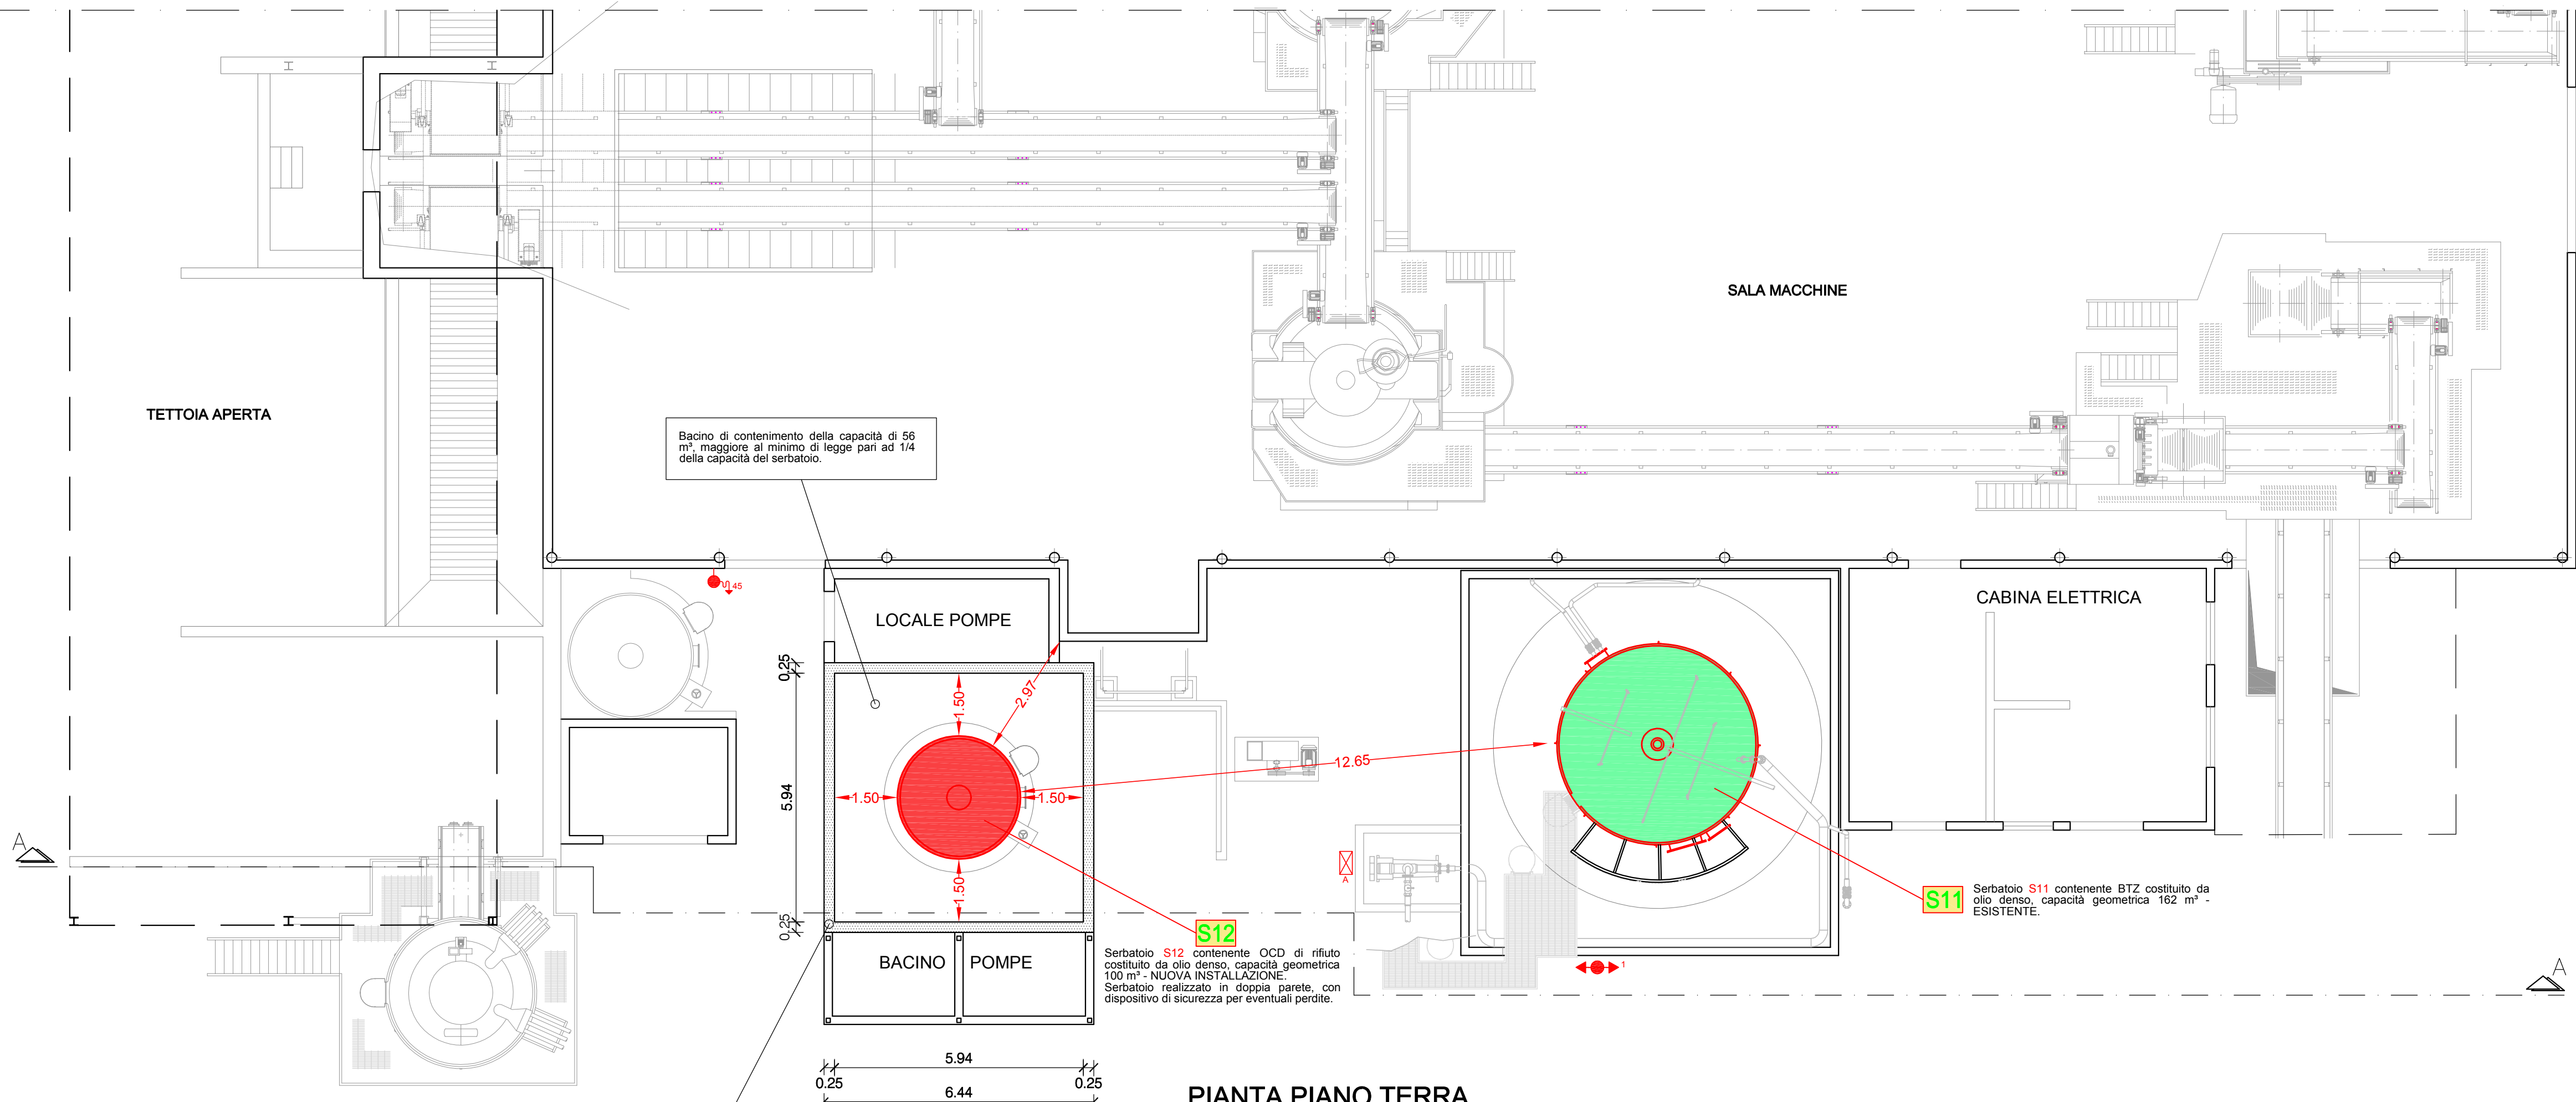 SALA MACCHINE
TETTOIA APERTA
Bacino di contenimento della capacità di 56
m³, maggiore al minimo di legge pari ad 1/4
della capacità del serbatoio.
45
LOCALE POMPE
CABINA ELETTRICA
0.25
2.97
1.50
12.65
5.94
1.50
1.50
A
A
1.50
S11
Serbatoio S11 contenente BTZ costituito da
olio denso, capacità geometrica 162 m³ -
ESISTENTE.
0.25
S12
Serbatoio S12 contenente OCD di rifiuto
costituito da olio denso, capacità geometrica
100 m³ - NUOVA INSTALLAZIONE.
Serbatoio realizzato in doppia parete, con
dispositivo di sicurezza per eventuali perdite.
BACINO POMPE
1
A
5.94
0.25
0.25
6.44
PIANTA PIANO TERRA